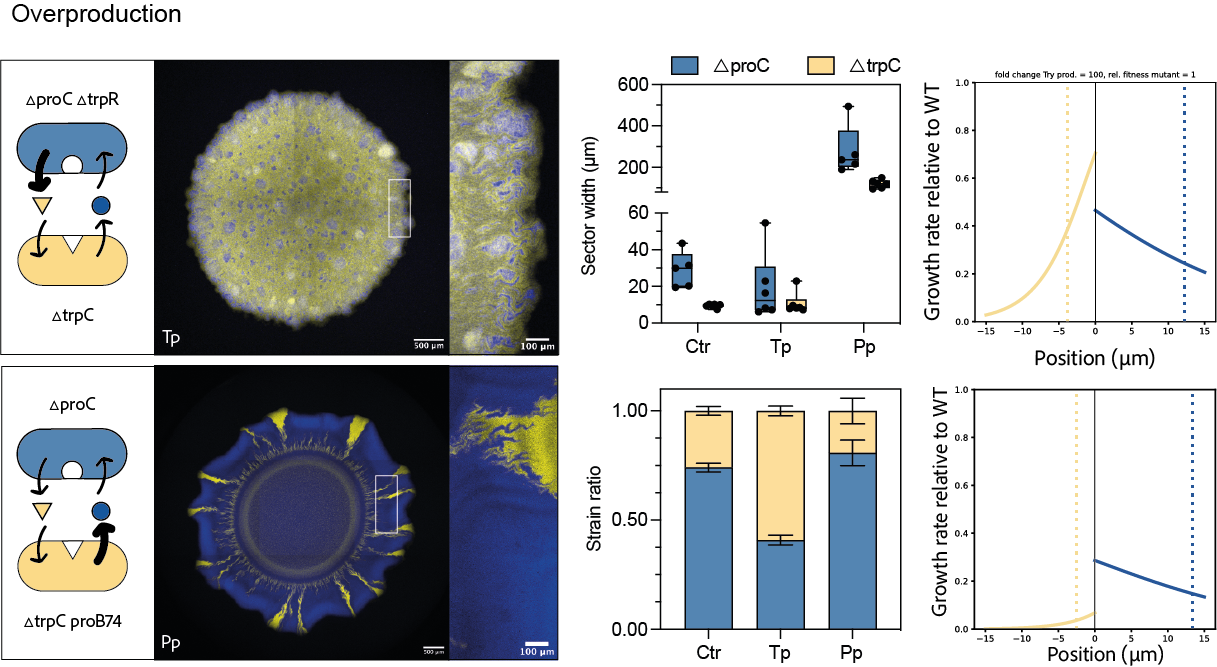 Overproduction
△proC △trpR
△trpC
Tp
500 μm
100 μm
△proC
△trpC proB74
Pp
500 μm
100 μm
△proC △trpC
Sector width (μm)
600
400
200
60
40
20
0
Ctr Tp Pp
Strain ratio
1.00
0.50
0.00
Ctr Tp Pp
fold change Try prod. = 100, rel. fitness mutant = 1
Growth rate relative to WT
1.0
0.8
0.6
0.4
0.2
0.0
−15 −10 −5 0 5 10 15
Position (μm)
Growth rate relative to WT
1.0
0.8
0.6
0.4
0.2
0.0
−15 −10 −5 0 5 10 15
Position (μm)